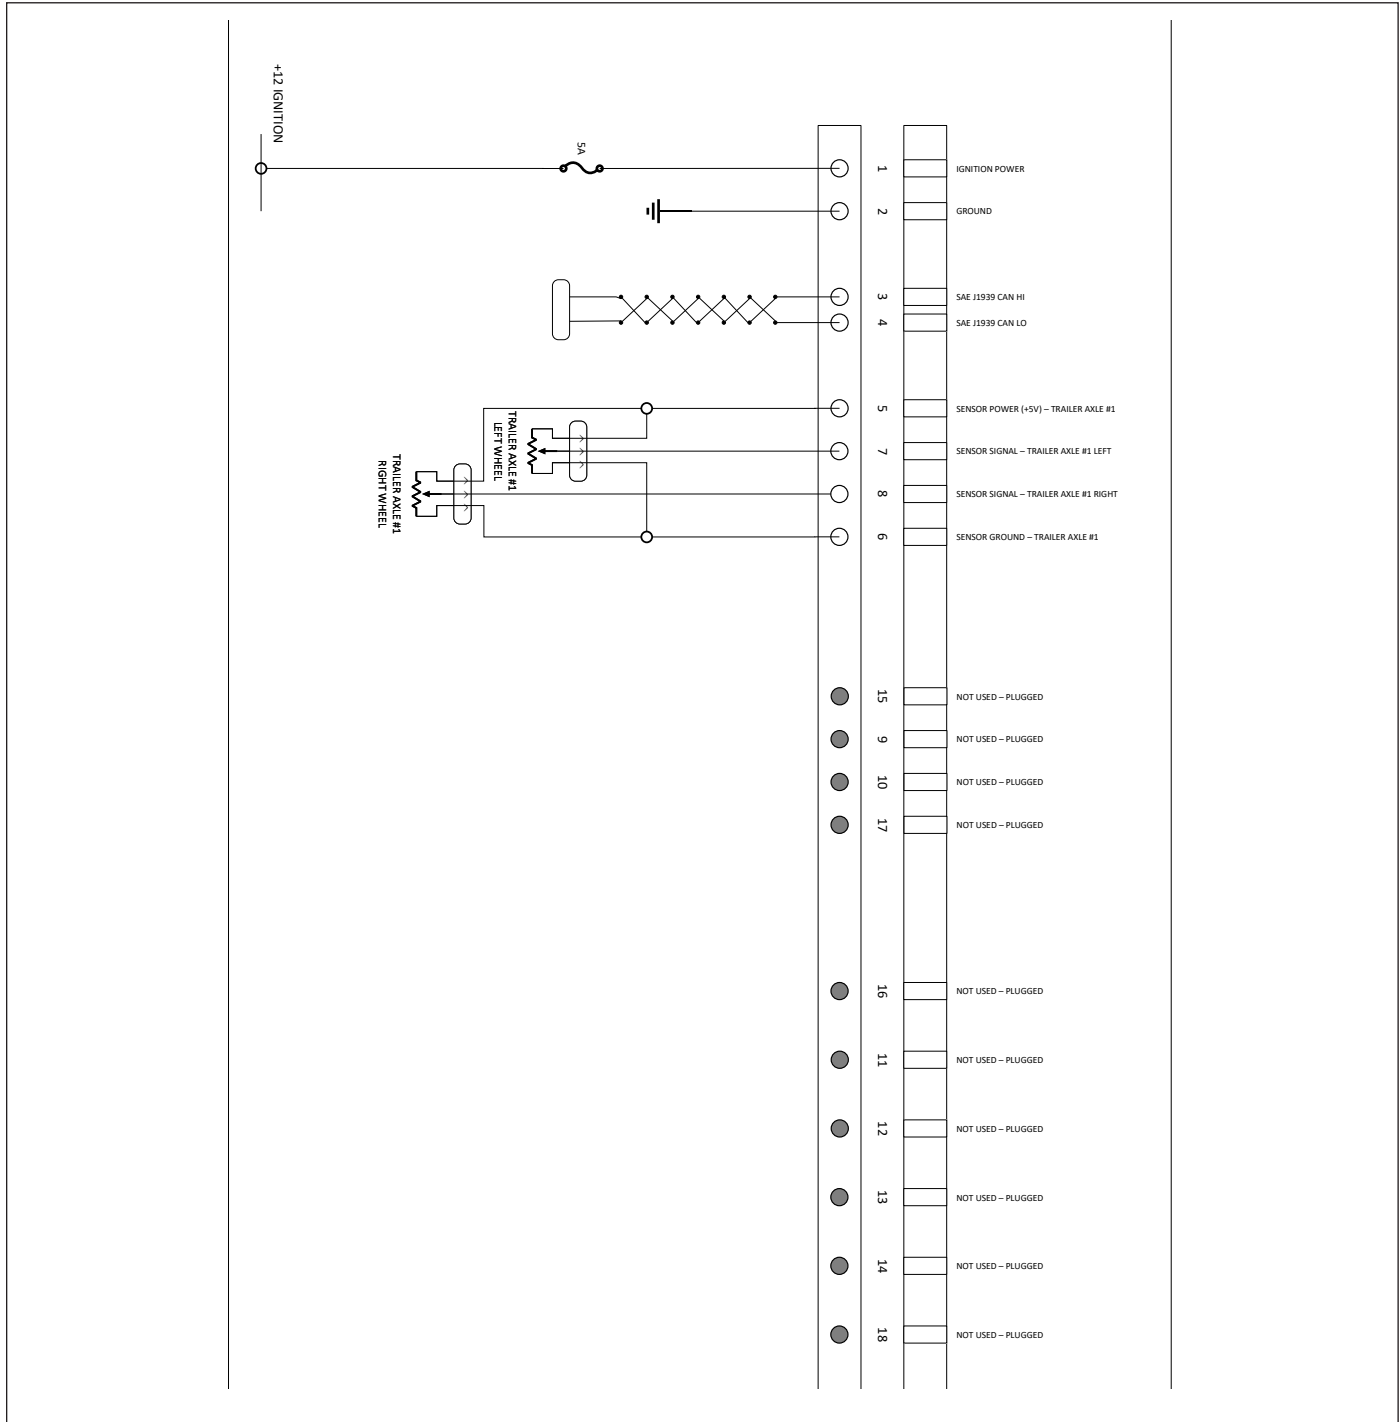 +12 IGNITION
5A
1 IGNITION POWER
2 GROUND
3 SAE J1939 CAN HI
4 SAE J1939 CAN LO
5 SENSOR POWER (+5V) – TRAILER AXLE #1
7 SENSOR SIGNAL – TRAILER AXLE #1 LEFT
TRAILER AXLE #1
LEFT WHEEL
8 SENSOR SIGNAL – TRAILER AXLE #1 RIGHT
TRAILER AXLE #1
RIGHT WHEEL
6 SENSOR GROUND – TRAILER AXLE #1
15 NOT USED – PLUGGED
9 NOT USED – PLUGGED
10 NOT USED – PLUGGED
17 NOT USED – PLUGGED
16 NOT USED – PLUGGED
11 NOT USED – PLUGGED
12 NOT USED – PLUGGED
13 NOT USED – PLUGGED
14 NOT USED – PLUGGED
18 NOT USED – PLUGGED